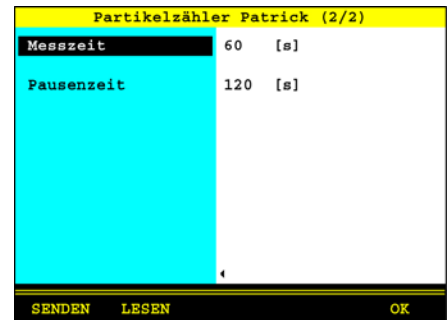 Partikelzähler Patrick (2/2)
Messzeit 60 [s]
Pausenzeit 120 [s]
SENDEN LESEN OK